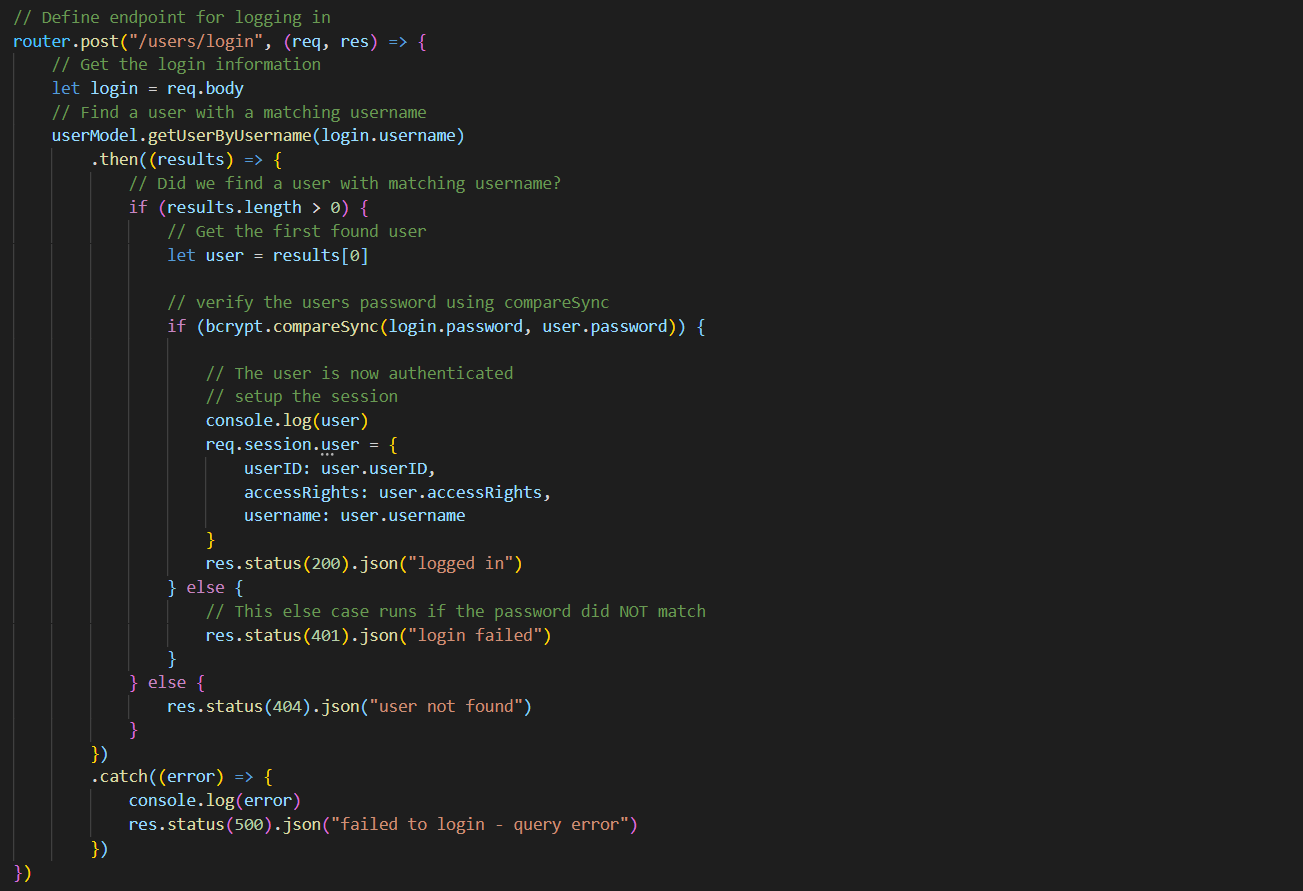 // Define endpoint for logging in
router.post("/users/login", (req, res) => {
    // Get the login information
    let login = req.body
    // Find a user with a matching username
    userModel.getUserByUsername(login.username)
        .then((results) => {
            // Did we find a user with matching username?
            if (results.length > 0) {
                // Get the first found user
                let user = results[0]

                // verify the users password using compareSync
                if (bcrypt.compareSync(login.password, user.password)) {

                    // The user is now authenticated
                    // setup the session
                    console.log(user)
                    req.session.user = {
                        userID: user.userID,
                        accessRights: user.accessRights,
                        username: user.username
                    }
                    res.status(200).json("logged in")
                } else {
                    // This else case runs if the password did NOT match
                    res.status(401).json("login failed")
                }
            } else {
                res.status(404).json("user not found")
            }
        })
        .catch((error) => {
            console.log(error)
            res.status(500).json("failed to login - query error")
        })
})